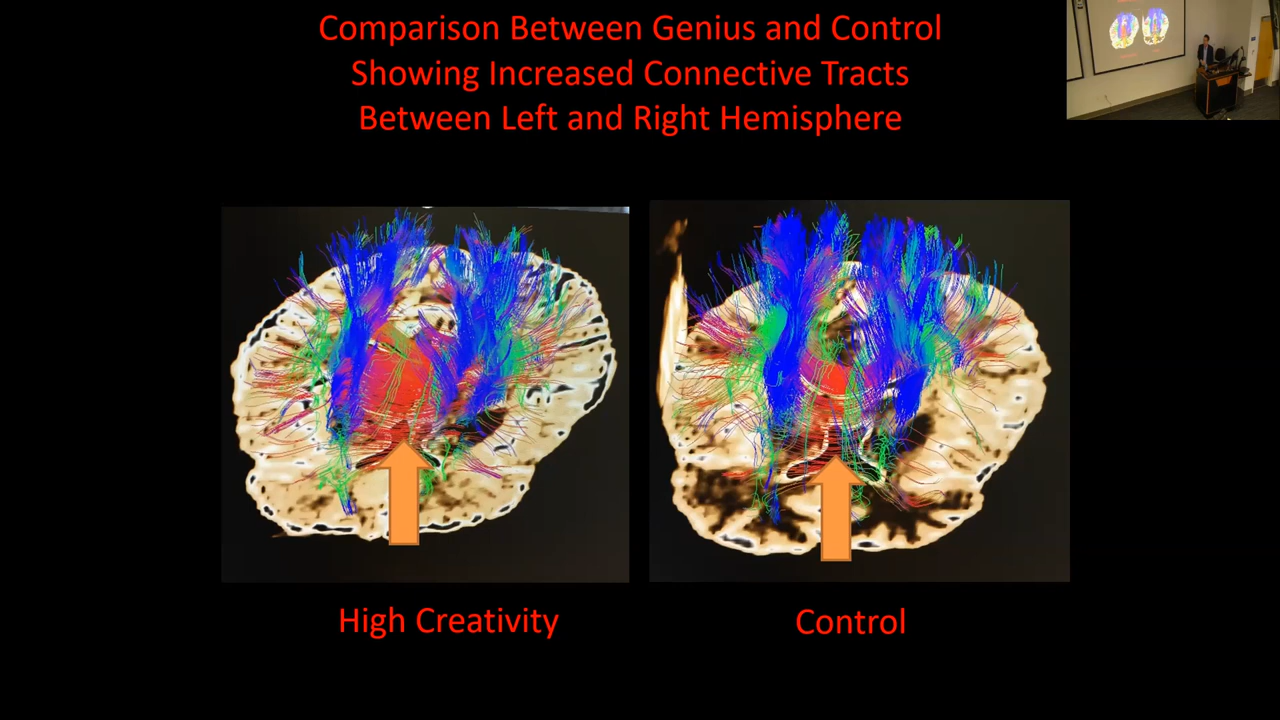 Comparison Between Genius and Control
Showing Increased Connective Tracts
Between Left and Right Hemisphere
High Creativity
Control